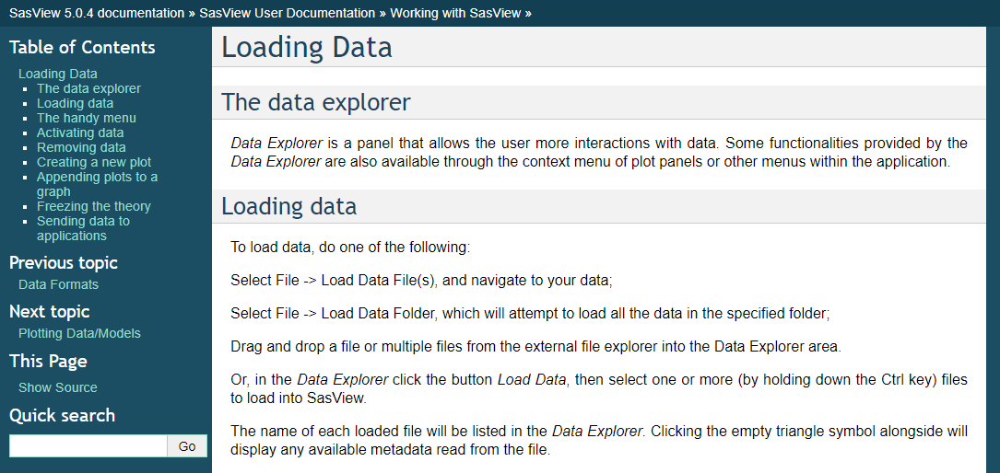 SasView 5.0.4 documentation » SasView User Documentation » Working with SasView »
Table of Contents
Loading Data
The data explorer
Loading data
The handy menu
Activating data
Removing data
Creating a new plot
Appending plots to a
graph
Freezing the theory
Sending data to
applications
Previous topic
Data Formats
Next topic
Plotting Data/Models
This Page
Show Source
Quick search
Go
Loading Data
The data explorer
Data Explorer is a panel that allows the user more interactions with data. Some functionalities provided by the
Data Explorer are also available through the context menu of plot panels or other menus within the application.
Loading data
To load data, do one of the following:
Select File -> Load Data File(s), and navigate to your data;
Select File -> Load Data Folder, which will attempt to load all the data in the specified folder;
Drag and drop a file or multiple files from the external file explorer into the Data Explorer area.
Or, in the Data Explorer click the button Load Data, then select one or more (by holding down the Ctrl key) files
to load into SasView.
The name of each loaded file will be listed in the Data Explorer. Clicking the empty triangle symbol alongside will
display any available metadata read from the file.